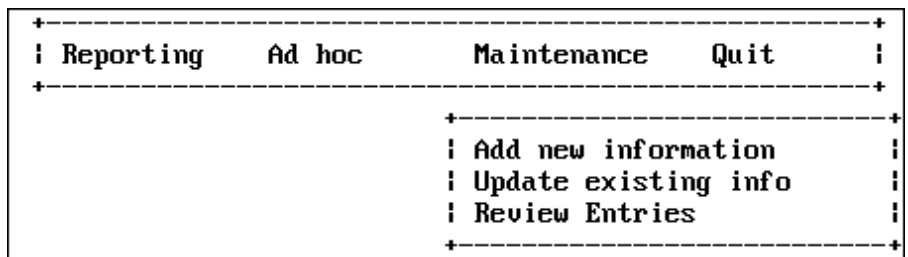 Reporting Ad hoc Maintenance Quit
Add new information
Update existing info
Review Entries